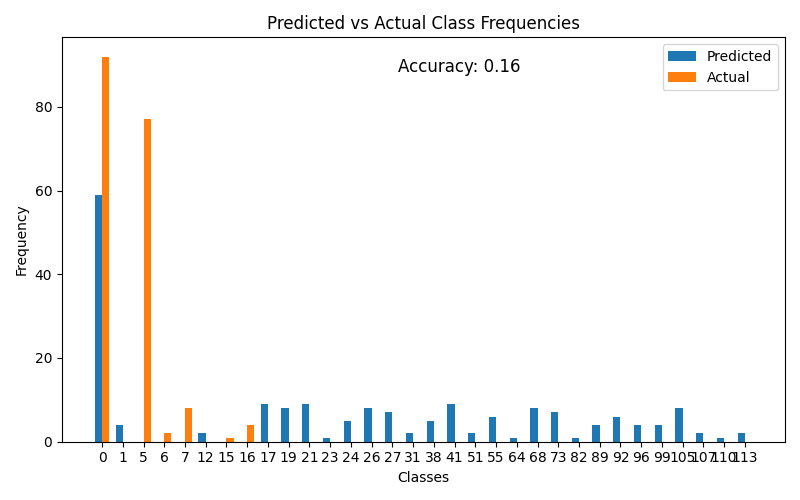 Predicted vs Actual Class Frequencies
Accuracy: 0.16
Predicted
Actual
Frequency
80
60
40
20
0
0 1 5 6 7 12 15 16 17 19 21 23 24 26 27 31 38 41 51 55 64 68 73 82 89 92 96 99 105 107 110 113
Classes